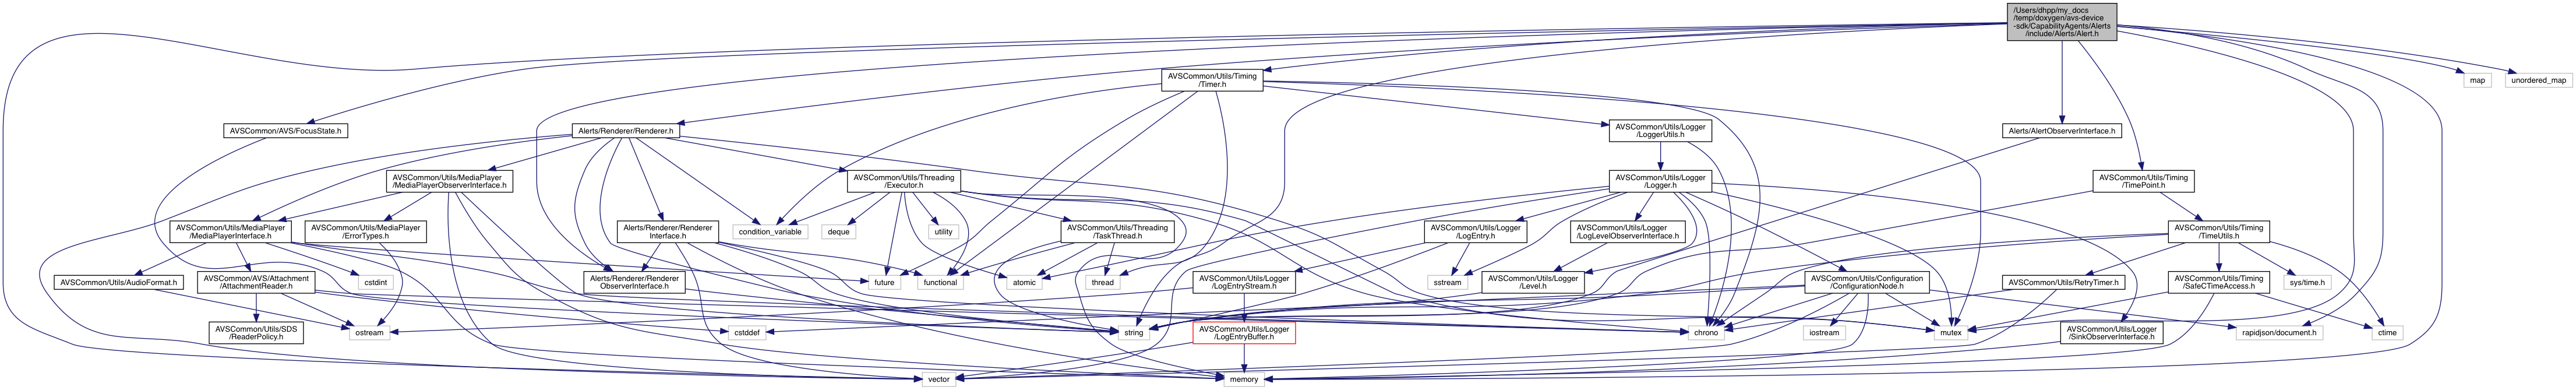 /Users/dhpp/my_docs
/temp/doxygen/avs-device
-sdk/CapabilityAgents/Alerts
/include/Alerts/Alert.h
AVSCommon/Utils/Timing
/Timer.h
map
unordered_map
AVSCommon/AVS/FocusState.h
Alerts/Renderer/Renderer.h
AVSCommon/Utils/Logger
/LoggerUtils.h
Alerts/AlertObserverInterface.h
AVSCommon/Utils/MediaPlayer
/MediaPlayerObserverInterface.h
AVSCommon/Utils/Threading
/Executor.h
AVSCommon/Utils/Logger
/Logger.h
AVSCommon/Utils/Timing
/TimePoint.h
AVSCommon/Utils/MediaPlayer
/MediaPlayerInterface.h
AVSCommon/Utils/MediaPlayer
/ErrorTypes.h
Alerts/Renderer/Renderer
Interface.h
condition_variable
deque
utility
AVSCommon/Utils/Threading
/TaskThread.h
AVSCommon/Utils/Logger
/LogEntry.h
AVSCommon/Utils/Logger
/LogLevelObserverInterface.h
AVSCommon/Utils/Timing
/TimeUtils.h
AVSCommon/Utils/AudioFormat.h
AVSCommon/AVS/Attachment
/AttachmentReader.h
cstdint
Alerts/Renderer/Renderer
ObserverInterface.h
future
functional
atomic
thread
AVSCommon/Utils/Logger
/LogEntryStream.h
sstream
AVSCommon/Utils/Logger
/Level.h
AVSCommon/Utils/Configuration
/ConfigurationNode.h
AVSCommon/Utils/RetryTimer.h
AVSCommon/Utils/Timing
/SafeCTimeAccess.h
sys/time.h
AVSCommon/Utils/SDS
/ReaderPolicy.h
ostream
cstddef
string
AVSCommon/Utils/Logger
/LogEntryBuffer.h
chrono
iostream
mutex
AVSCommon/Utils/Logger
/SinkObserverInterface.h
rapidjson/document.h
ctime
vector
memory